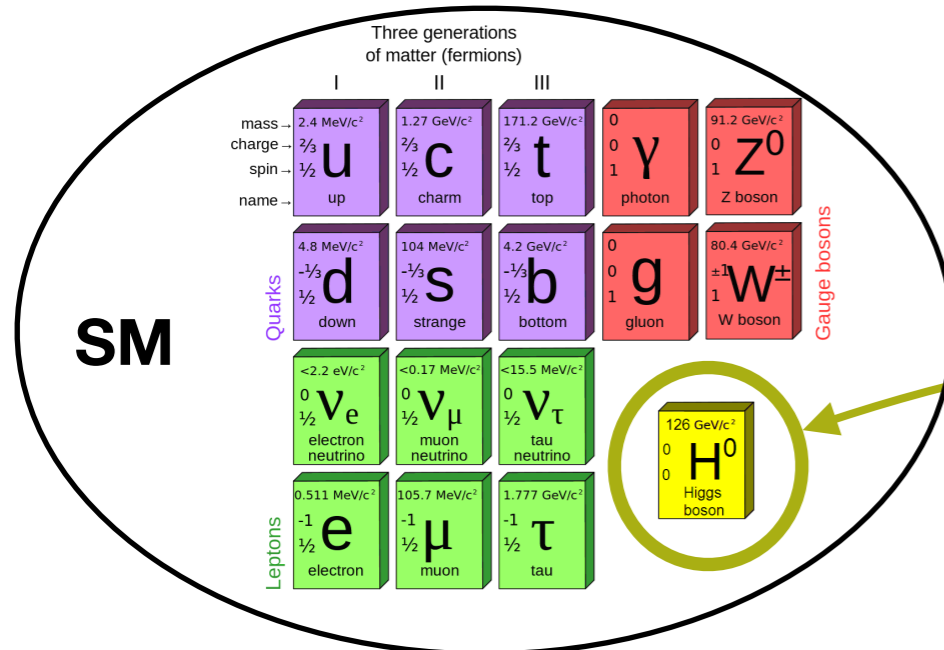 Three generations
of matter (fermions)
I II III
mass→
charge→
spin→
name→
2.4 MeV/c²
⅔
½
u
up
1.27 GeV/c²
⅔
½
c
charm
171.2 GeV/c²
⅔
½
t
top
0
0
1
γ
photon
91.2 GeV/c²
0
1
Z⁰
Z boson
Quarks
4.8 MeV/c²
-⅓
½
d
down
104 MeV/c²
-⅓
½
s
strange
4.2 GeV/c²
-⅓
½
b
bottom
0
0
1
g
gluon
80.4 GeV/c²
±1
1
W±
W boson
Gauge bosons
SM
<2.2 eV/c²
0
½
νe
electron
neutrino
<0.17 MeV/c²
0
½
νμ
muon
neutrino
<15.5 MeV/c²
0
½
ντ
tau
neutrino
126 GeV/c²
0
0
H⁰
Higgs
boson
Leptons
0.511 MeV/c²
-1
½
e
electron
105.7 MeV/c²
-1
½
μ
muon
1.777 GeV/c²
-1
½
τ
tau